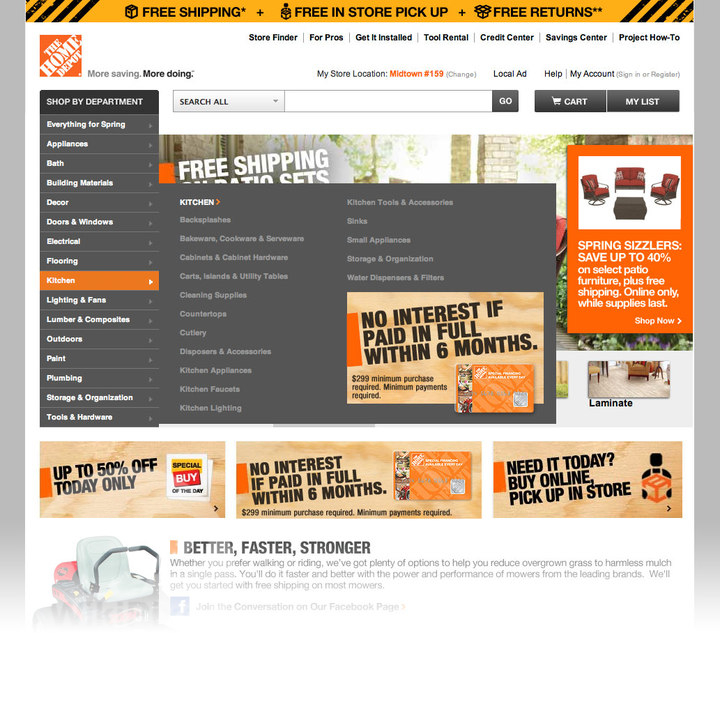 FREE SHIPPING* + FREE IN STORE PICK UP + FREE RETURNS**
THE HOME DEPOT
More saving. More doing.
Store Finder | For Pros | Get It Installed | Tool Rental | Credit Center | Savings Center | Project How-To
My Store Location: Midtown #159 (Change) Local Ad Help | My Account (Sign in or Register)
SHOP BY DEPARTMENT
SEARCH ALL
GO
CART
MY LIST
Everything for Spring
Appliances
Bath
Building Materials
Decor
Doors & Windows
Electrical
Flooring
Kitchen
Lighting & Fans
Lumber & Composites
Outdoors
Paint
Plumbing
Storage & Organization
Tools & Hardware
FREE SHIPPING
ON PATIO SETS
KITCHEN
Backsplashes
Bakeware, Cookware & Serveware
Cabinets & Cabinet Hardware
Carts, Islands & Utility Tables
Cleaning Supplies
Countertops
Cutlery
Disposers & Accessories
Kitchen Appliances
Kitchen Faucets
Kitchen Lighting
Kitchen Tools & Accessories
Sinks
Small Appliances
Storage & Organization
Water Dispensers & Filters
NO INTEREST IF
PAID IN FULL
WITHIN 6 MONTHS.
$299 minimum purchase
required. Minimum payments
required.
SPECIAL FINANCING
AVAILABLE EVERY DAY
SPRING SIZZLERS:
SAVE UP TO 40%
on select patio
furniture, plus free
shipping. Online only,
while supplies last.
Shop Now >
Laminate
UP TO 50% OFF
TODAY ONLY
SPECIAL
BUY
OF THE DAY
NO INTEREST
IF PAID IN FULL
WITHIN 6 MONTHS.
$299 minimum purchase required. Minimum payments required.
SPECIAL FINANCING
AVAILABLE EVERY DAY
NEED IT TODAY?
BUY ONLINE,
PICK UP IN STORE
BETTER, FASTER, STRONGER
Whether you prefer walking or riding, we've got plenty of options to help you reduce overgrown grass to harmless mulch
in a single pass. You'll do it faster and better with the power and performance of mowers from the leading brands. We'll
get you started with free shipping on most mowers.
Join the Conversation on Our Facebook Page >